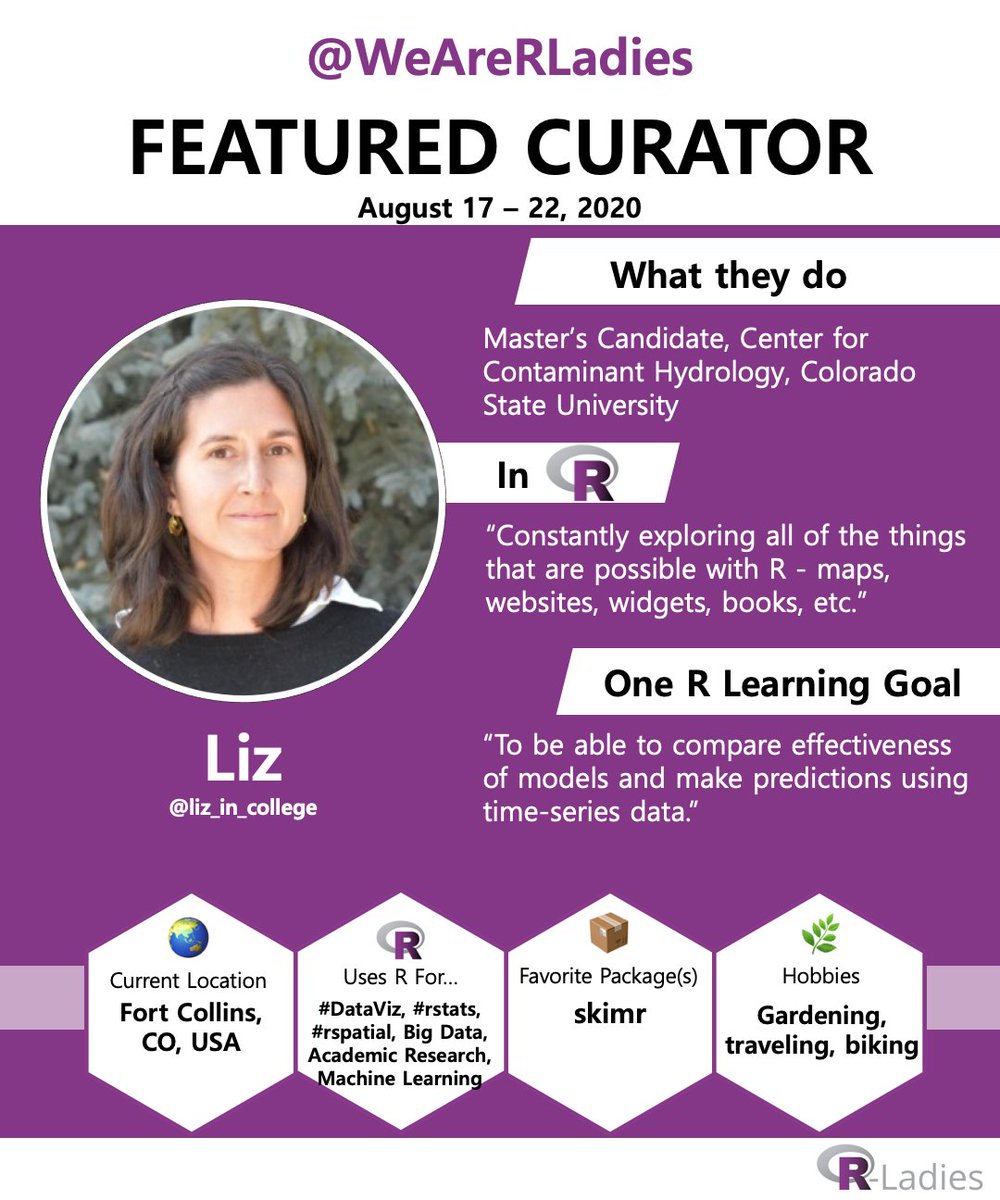 @WeAreRLadies
FEATURED CURATOR
August 17 – 22, 2020
What they do
Master’s Candidate, Center for
Contaminant Hydrology, Colorado
State University
In R
“Constantly exploring all of the things
that are possible with R - maps,
websites, widgets, books, etc.”
One R Learning Goal
“To be able to compare effectiveness
of models and make predictions using
time-series data.”
Liz
@liz_in_college
Current Location
Fort Collins,
CO, USA
R
Uses R For...
#DataViz, #rstats,
#rspatial, Big Data,
Academic Research,
Machine Learning
Favorite Package(s)
skimr
Hobbies
Gardening,
traveling, biking
R-Ladies